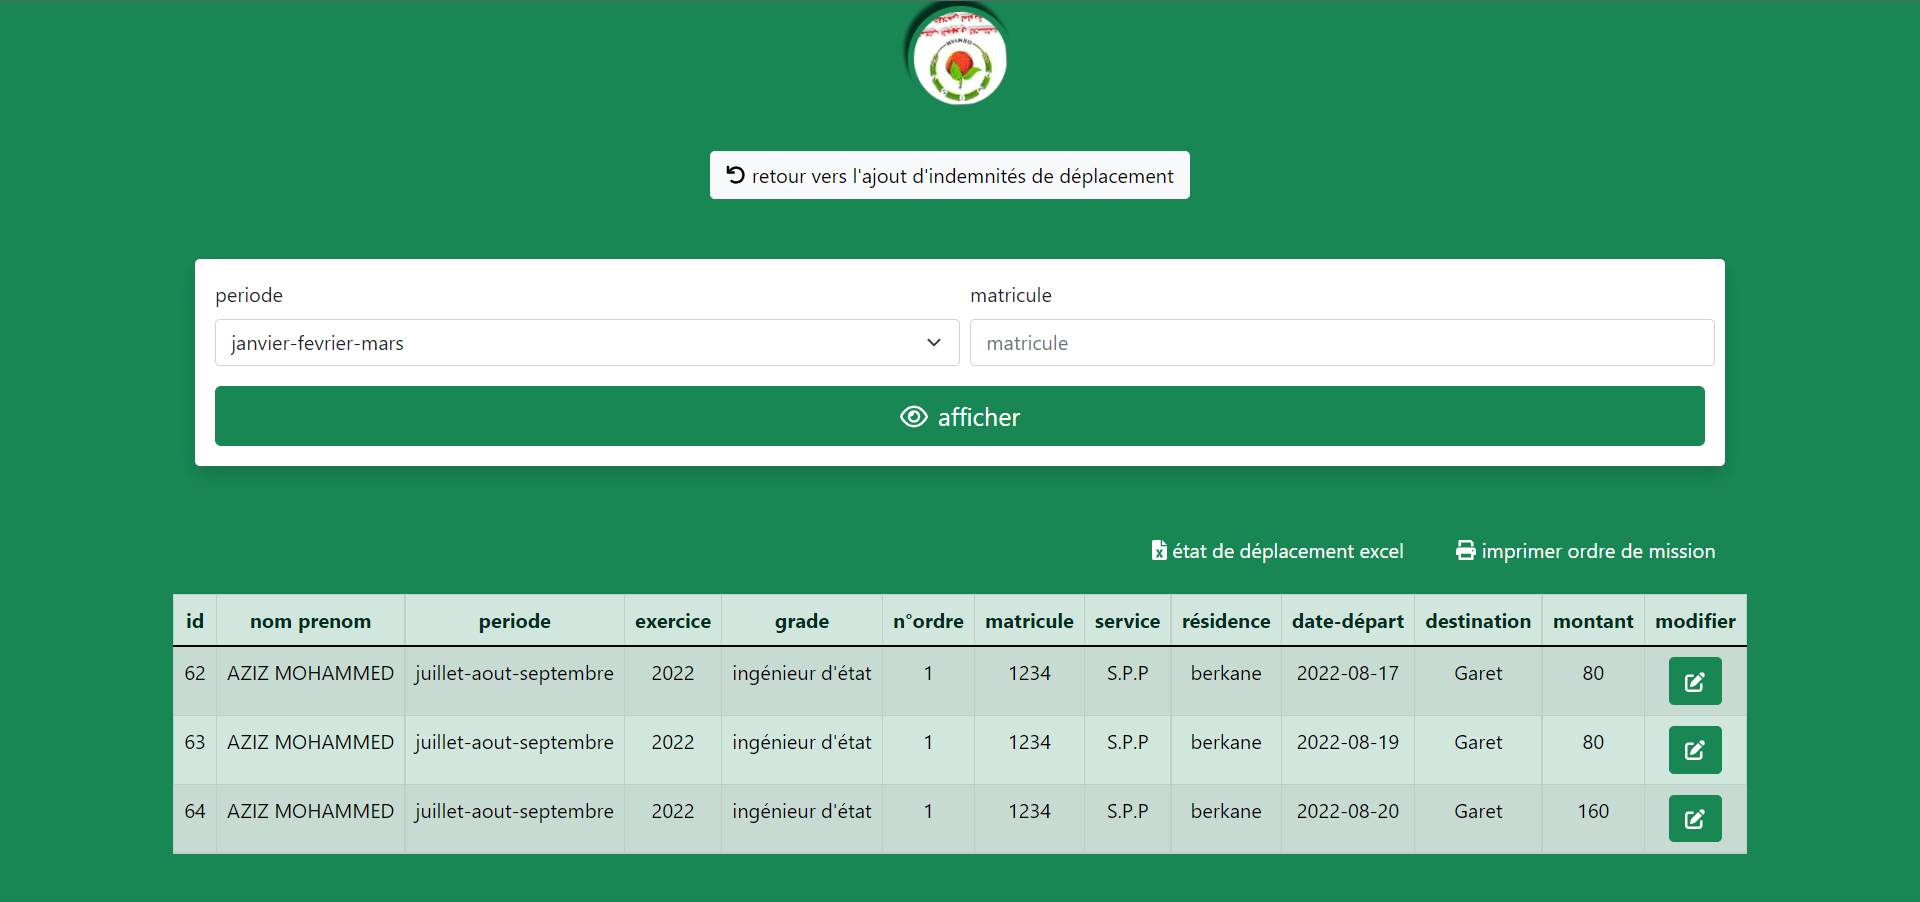 retour vers l'ajout d'indemnités de déplacement
periode matricule
janvier-fevrier-mars matricule
afficher
état de déplacement excel imprimer ordre de mission
id nom prenom periode exercice grade n°ordre matricule service résidence date-départ destination montant modifier
62 AZIZ MOHAMMED juillet-aout-septembre 2022 ingénieur d'état 1 1234 S.P.P berkane 2022-08-17 Garet 80
63 AZIZ MOHAMMED juillet-aout-septembre 2022 ingénieur d'état 1 1234 S.P.P berkane 2022-08-19 Garet 80
64 AZIZ MOHAMMED juillet-aout-septembre 2022 ingénieur d'état 1 1234 S.P.P berkane 2022-08-20 Garet 160